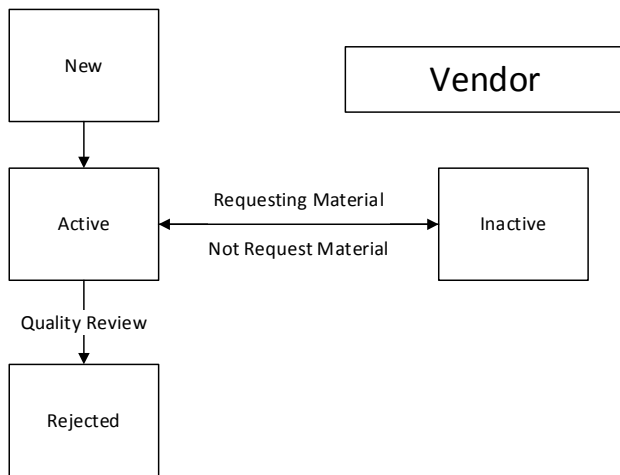 New
Vendor
Active
Requesting Material
Not Request Material
Inactive
Quality Review
Rejected